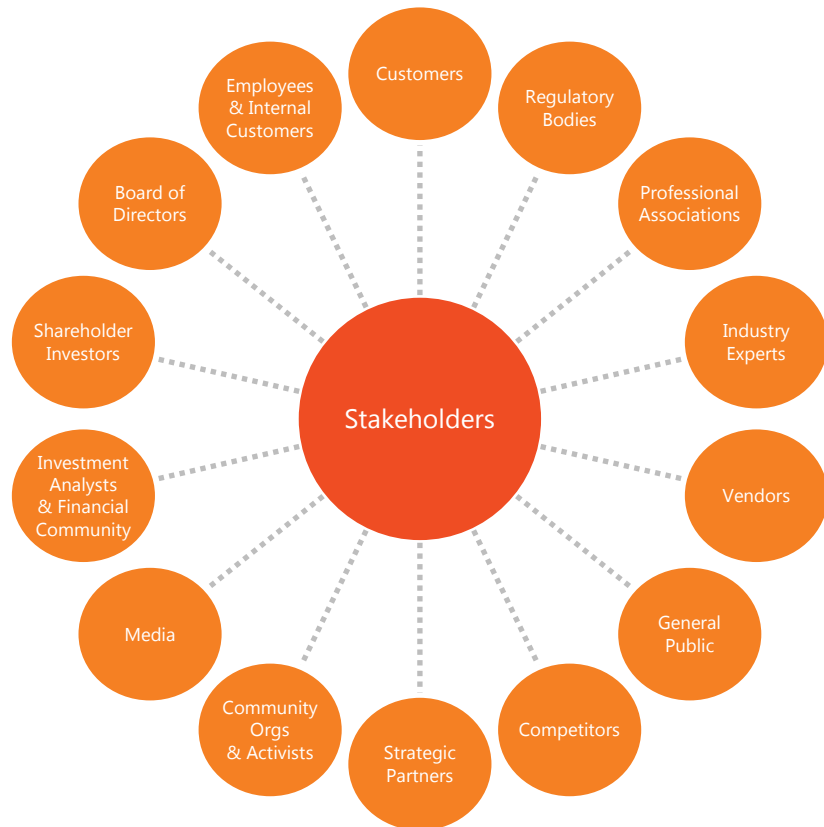 Customers
Regulatory
Bodies
Professional
Associations
Industry
Experts
Vendors
General
Public
Competitors
Strategic
Partners
Community
Orgs
& Activists
Media
Investment
Analysts
& Financial
Community
Shareholder
Investors
Board of
Directors
Employees
& Internal
Customers
Stakeholders